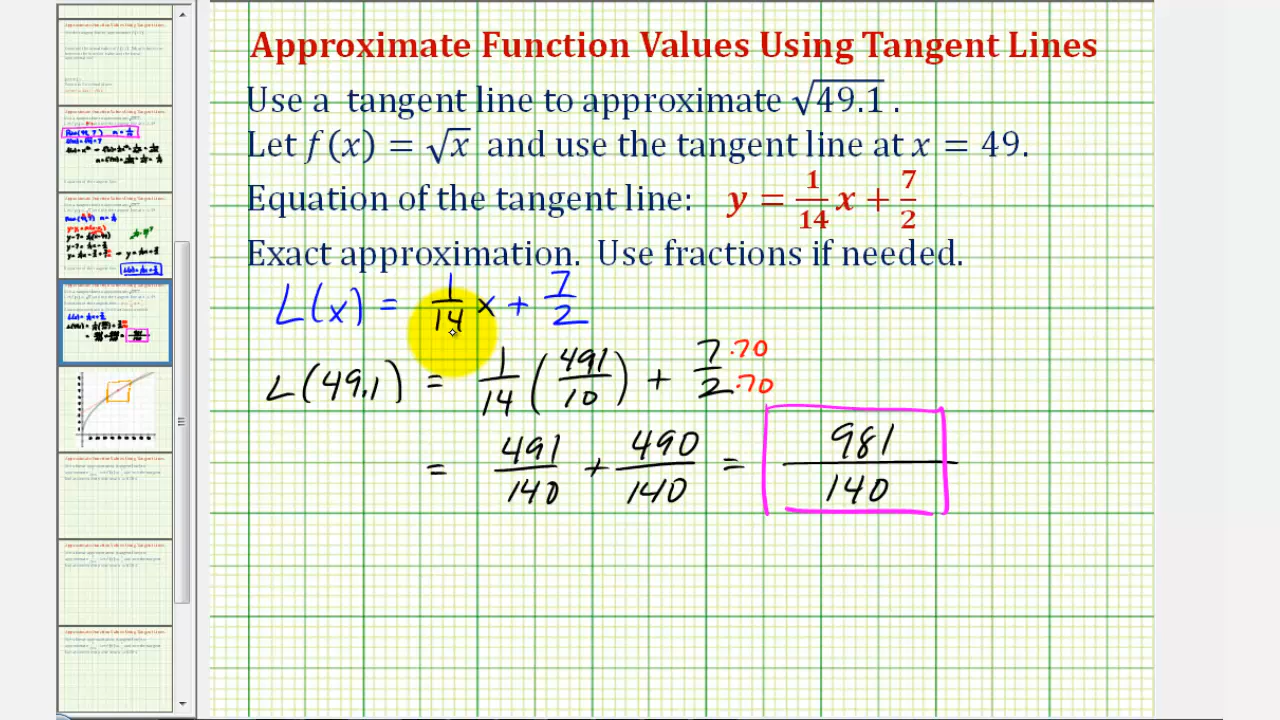 Approximate Function Values Using Tangent Lines
Use a tangent line to approximate √49.1 .
Let f(x) = √x and use the tangent line at x = 49.
Equation of the tangent line: y = 1/14 x + 7/2
Exact approximation. Use fractions if needed.
L(x) = 1/14 x + 7/2
L(49.1) = 1/14 (491/10) + 7/2 ·70 ·70
= 491/140 + 490/140 = 981/140